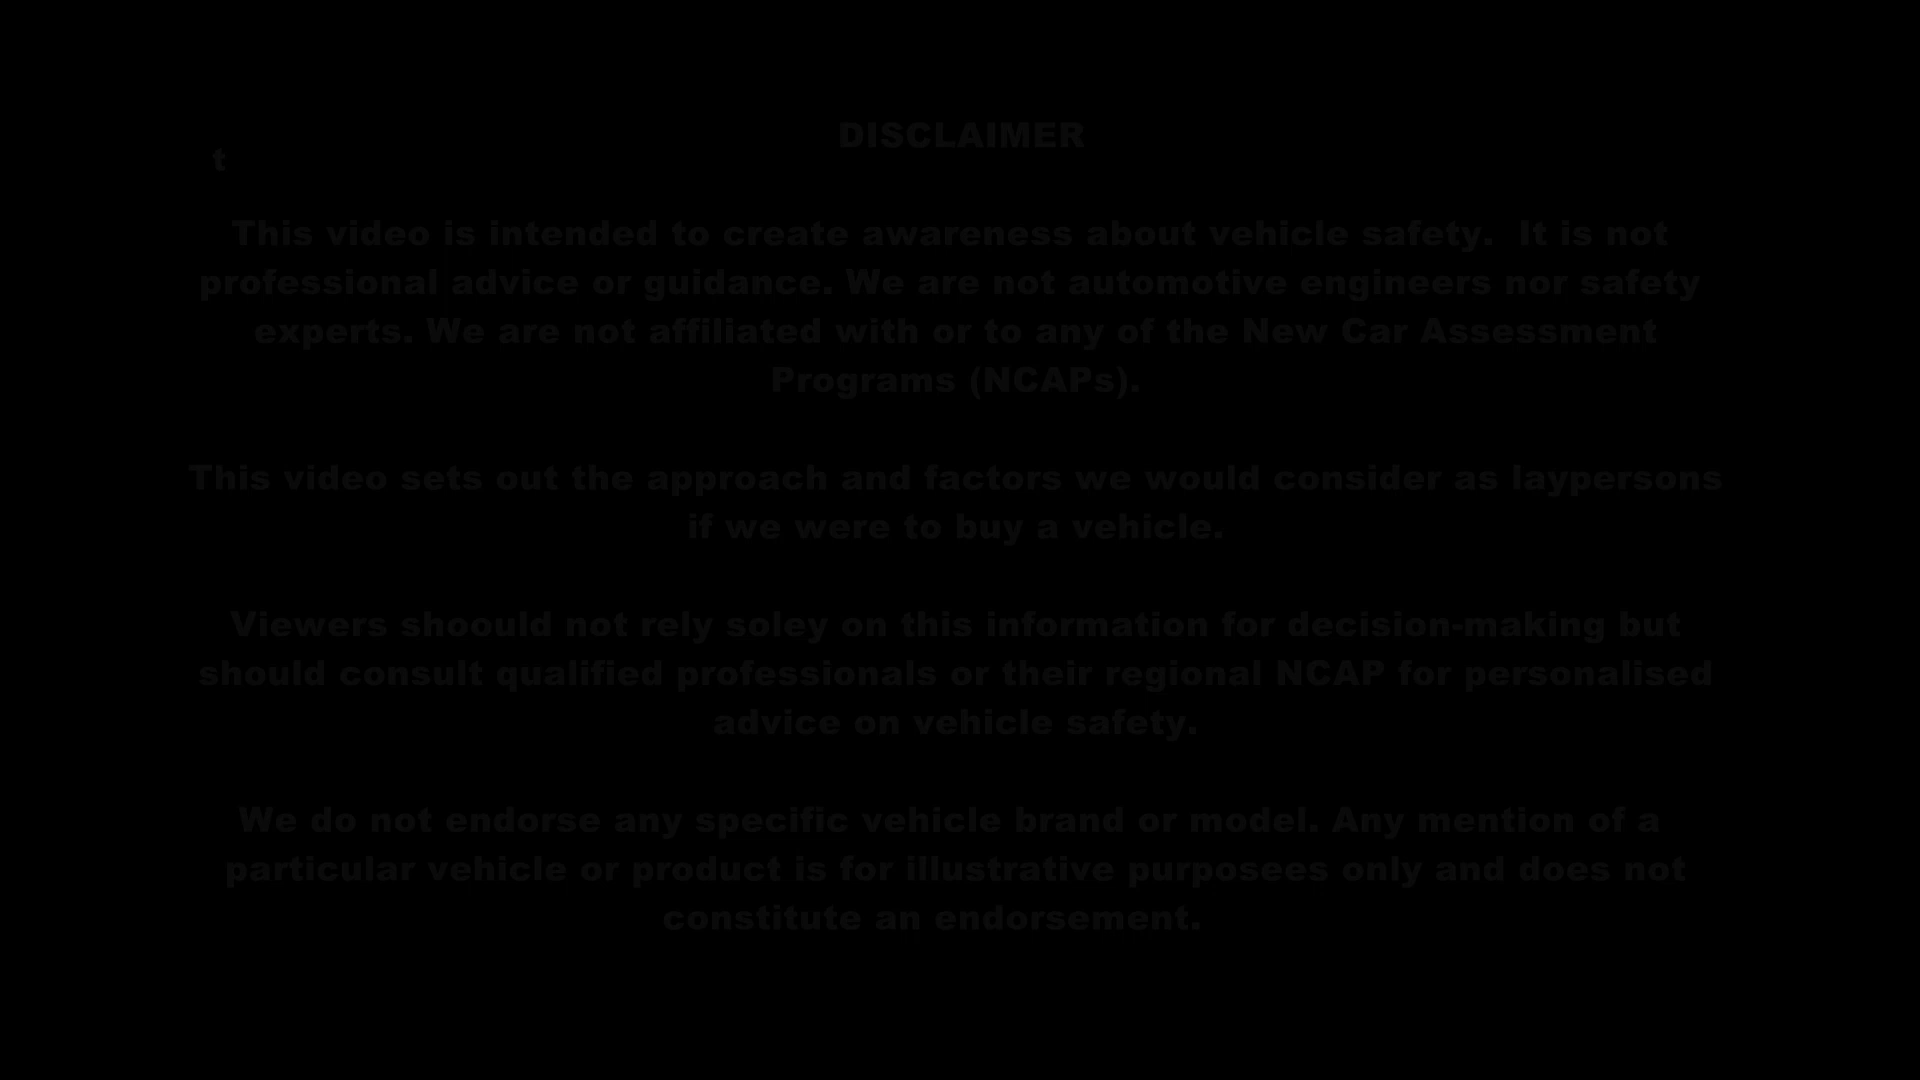 DISCLAIMER
t
This video is intended to create awareness about vehicle safety.  It is not
professional advice or guidance. We are not automotive engineers nor safety
experts. We are not affiliated with or to any of the New Car Assessment
Programs (NCAPs).
This video sets out the approach and factors we would consider as laypersons
if we were to buy a vehicle.
Viewers shoould not rely soley on this information for decision-making but
should consult qualified professionals or their regional NCAP for personalised
advice on vehicle safety.
We do not endorse any specific vehicle brand or model. Any mention of a
particular vehicle or product is for illustrative purposees only and does not
constitute an endorsement.